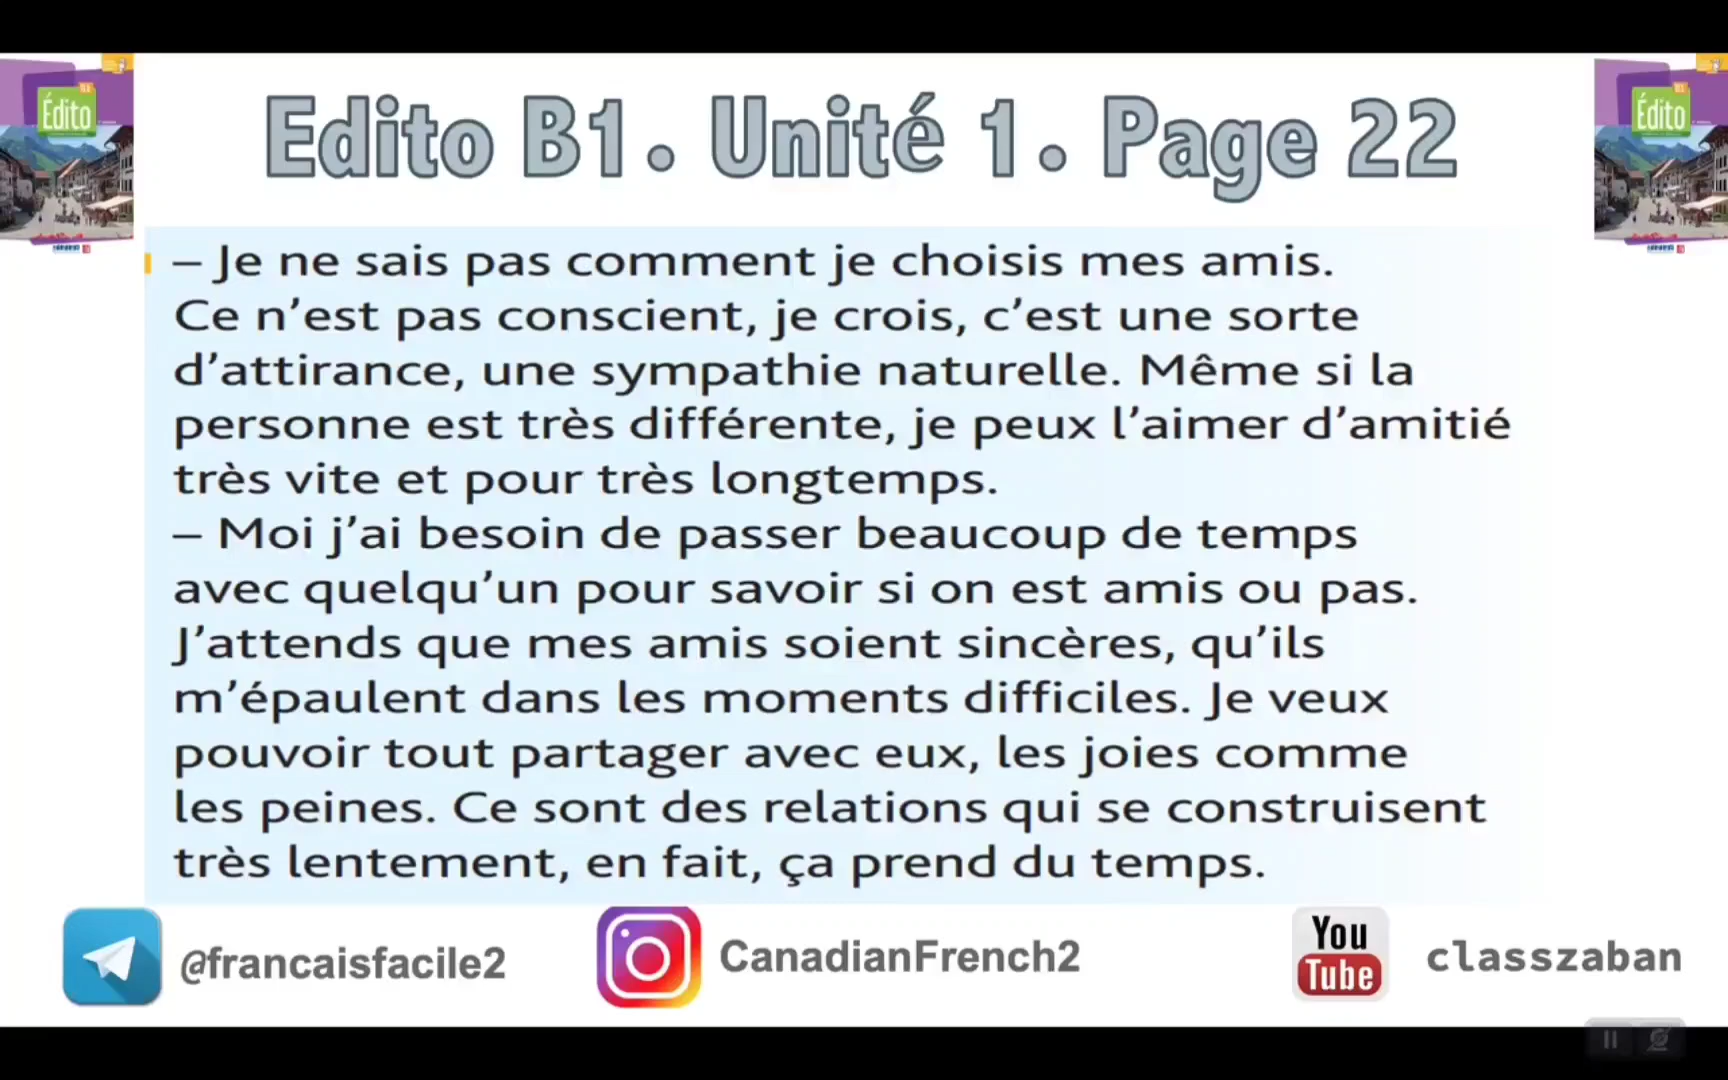 Edito B1. Unité 1. Page 22
Édito
Édito
– Je ne sais pas comment je choisis mes amis.
Ce n’est pas conscient, je crois, c’est une sorte
d’attirance, une sympathie naturelle. Même si la
personne est très différente, je peux l’aimer d’amitié
très vite et pour très longtemps.
– Moi j’ai besoin de passer beaucoup de temps
avec quelqu’un pour savoir si on est amis ou pas.
J’attends que mes amis soient sincères, qu’ils
m’épaulent dans les moments difficiles. Je veux
pouvoir tout partager avec eux, les joies comme
les peines. Ce sont des relations qui se construisent
très lentement, en fait, ça prend du temps.
@francaisfacile2
CanadianFrench2
You
Tube
classzaban